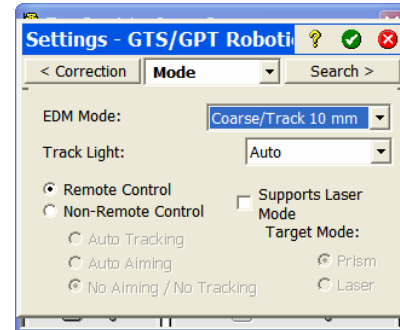 Settings - GTS/GPT Roboti
< Correction Mode Search >
EDM Mode: Coarse/Track 10 mm
Track Light: Auto
Remote Control
Non-Remote Control
Supports Laser
Mode
Target Mode:
Auto Tracking
Auto Aiming
No Aiming / No Tracking
Prism
Laser